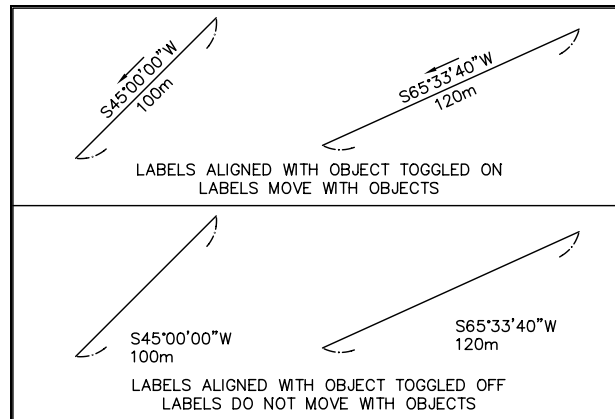 S45°00'00"W
100m
S65°33'40"W
120m
LABELS ALIGNED WITH OBJECT TOGGLED ON
LABELS MOVE WITH OBJECTS
S45°00'00"W
100m
S65°33'40"W
120m
LABELS ALIGNED WITH OBJECT TOGGLED OFF
LABELS DO NOT MOVE WITH OBJECTS